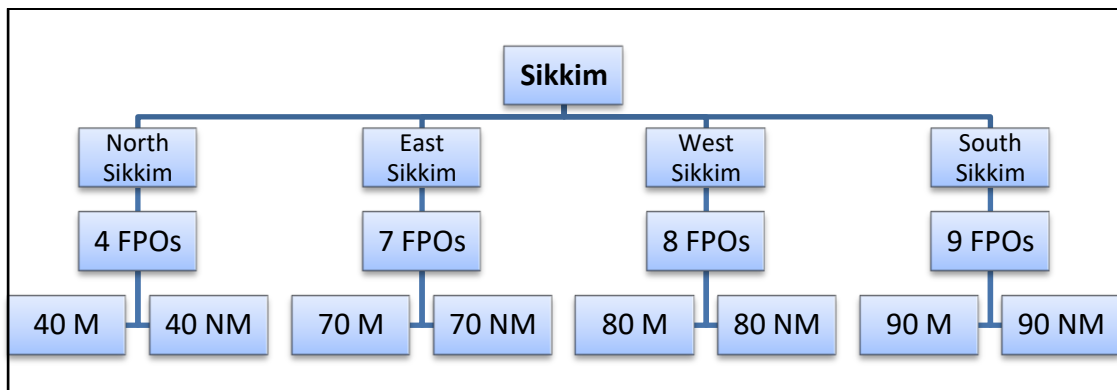 Sikkim
North
Sikkim
East
Sikkim
West
Sikkim
South
Sikkim
4 FPOs
7 FPOs
8 FPOs
9 FPOs
40 M
40 NM
70 M
70 NM
80 M
80 NM
90 M
90 NM